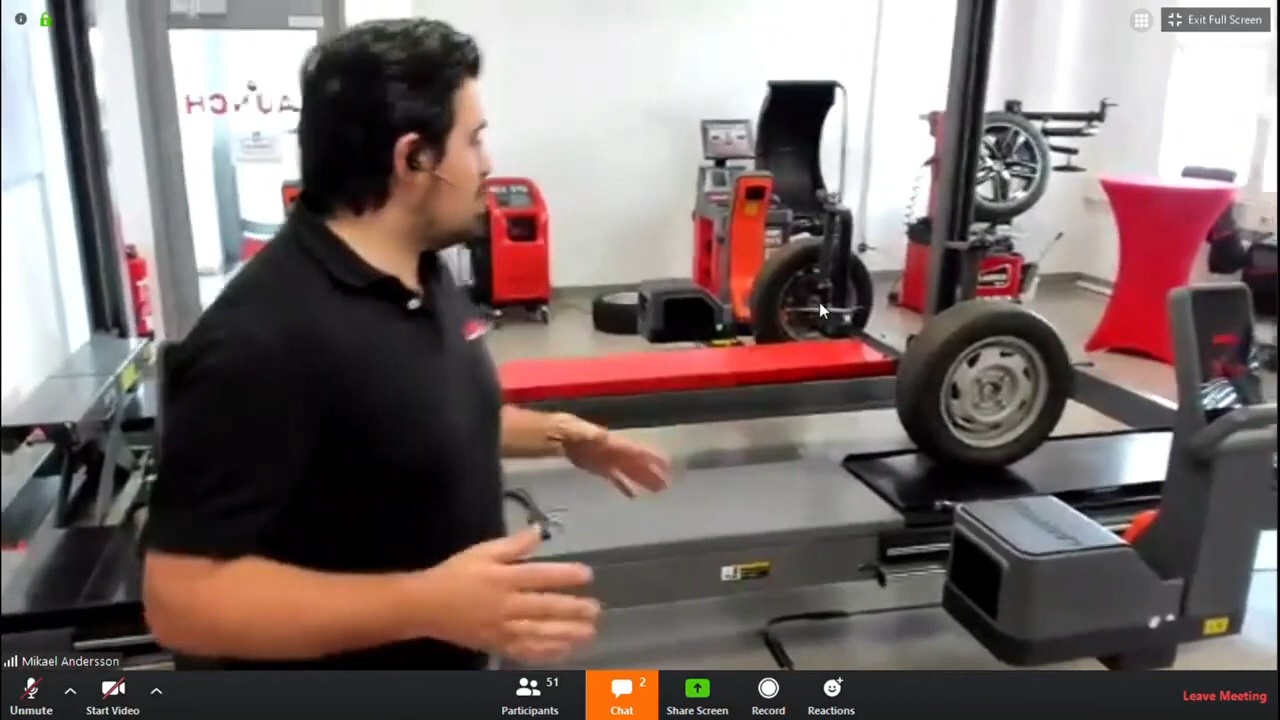 Exit Full Screen
LAUNCH
Mikael Andersson
Unmute
Start Video
51
Participants
2
Chat
Share Screen
Record
Reactions
Leave Meeting